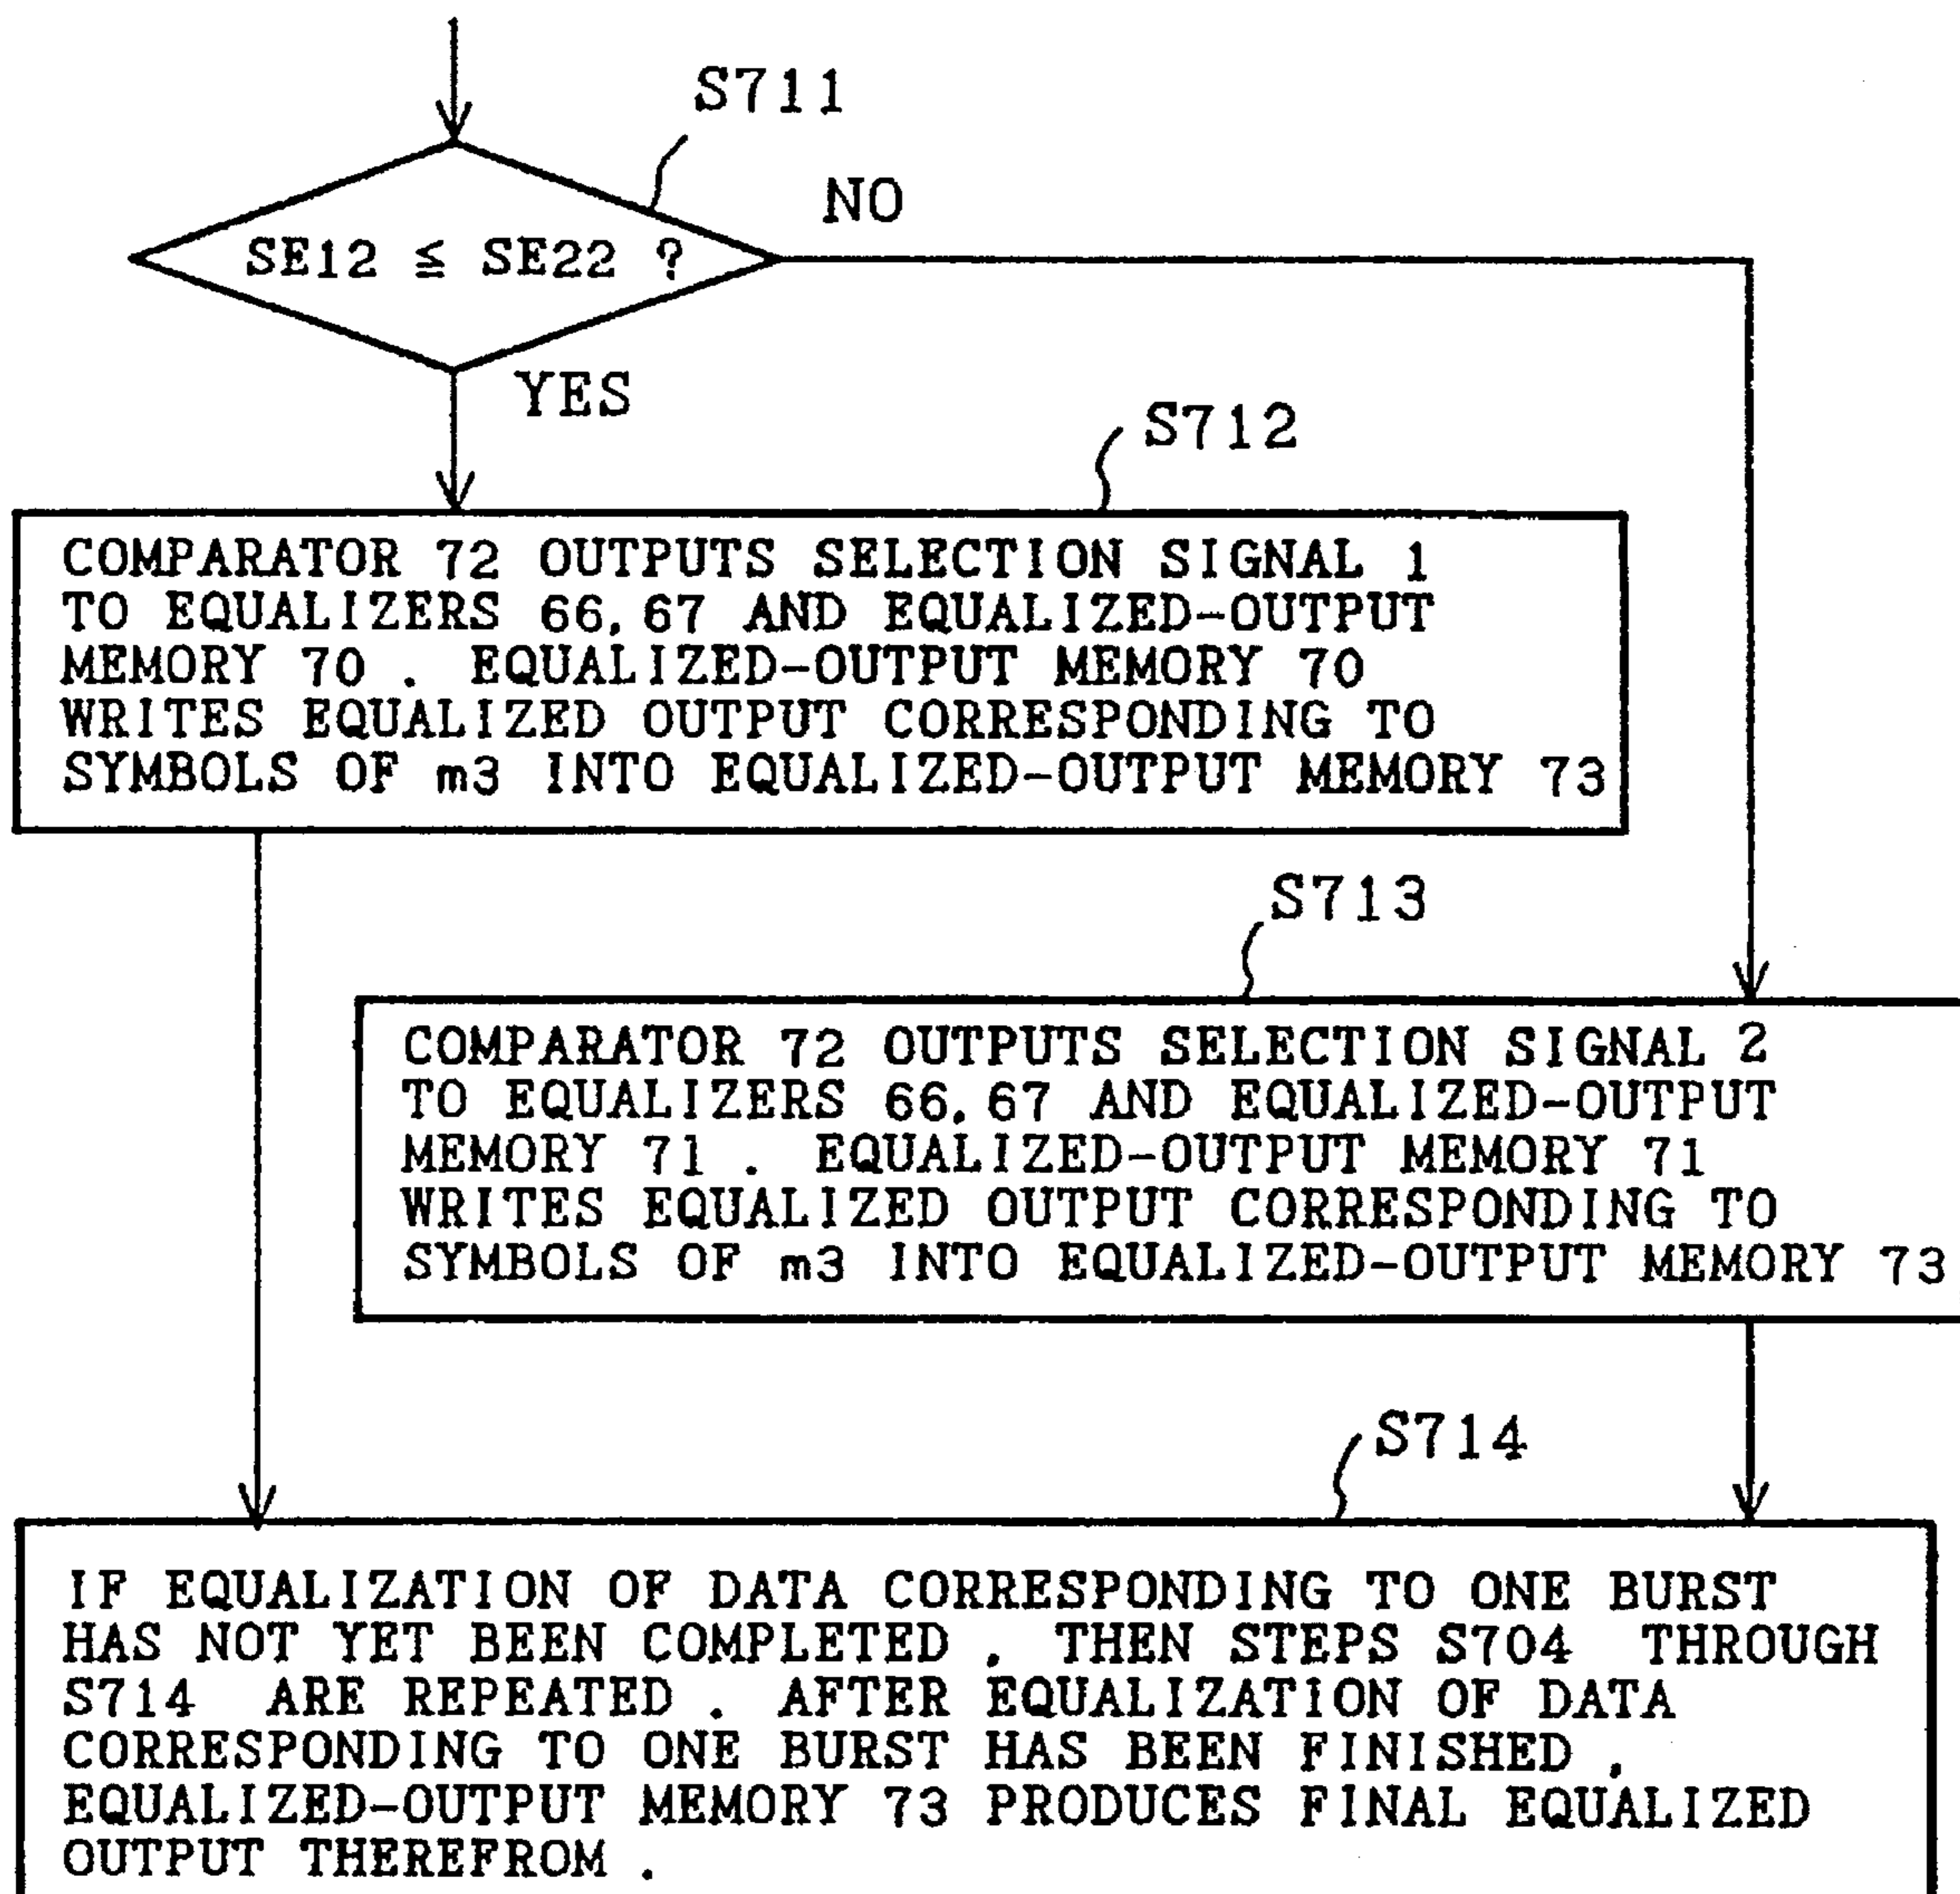 S711
NO
SE12 ≦ SE22 ?
YES
S712
COMPARATOR 72 OUTPUTS SELECTION SIGNAL 1
TO EQUALIZERS 66,67 AND EQUALIZED-OUTPUT
MEMORY 70 . EQUALIZED-OUTPUT MEMORY 70
WRITES EQUALIZED OUTPUT CORRESPONDING TO
SYMBOLS OF m3 INTO EQUALIZED-OUTPUT MEMORY 73
S713
COMPARATOR 72 OUTPUTS SELECTION SIGNAL 2
TO EQUALIZERS 66,67 AND EQUALIZED-OUTPUT
MEMORY 71 . EQUALIZED-OUTPUT MEMORY 71
WRITES EQUALIZED OUTPUT CORRESPONDING TO
SYMBOLS OF m3 INTO EQUALIZED-OUTPUT MEMORY 73
S714
IF EQUALIZATION OF DATA CORRESPONDING TO ONE BURST
HAS NOT YET BEEN COMPLETED , THEN STEPS S704 THROUGH
S714 ARE REPEATED . AFTER EQUALIZATION OF DATA
CORRESPONDING TO ONE BURST HAS BEEN FINISHED ,
EQUALIZED-OUTPUT MEMORY 73 PRODUCES FINAL EQUALIZED
OUTPUT THEREFROM .